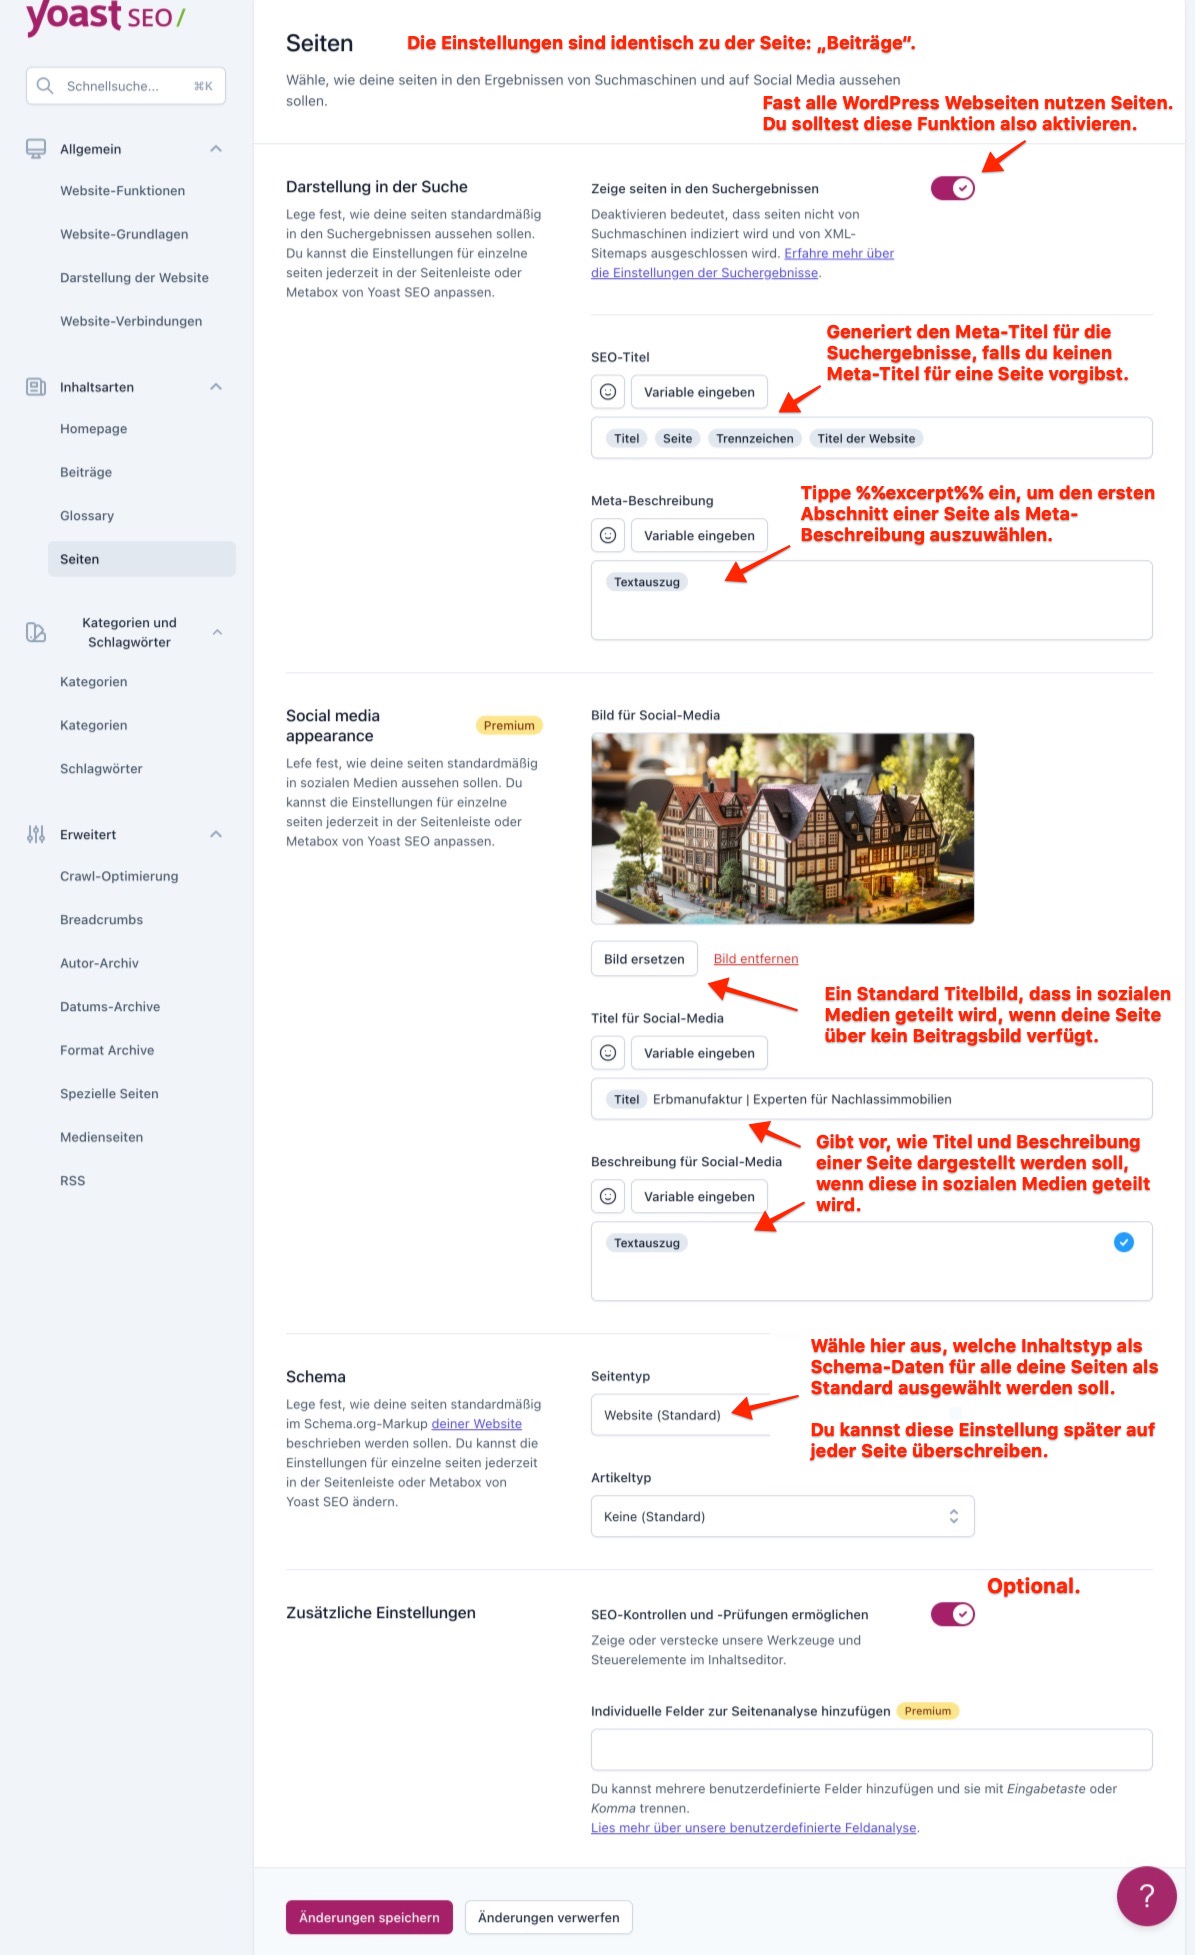 yoast SEO/
Schnellsuche... ⌘K
Allgemein
Website-Funktionen
Website-Grundlagen
Darstellung der Website
Website-Verbindungen
Inhaltsarten
Homepage
Beiträge
Glossary
Seiten
Kategorien und
Schlagwörter
Kategorien
Kategorien
Schlagwörter
Erweitert
Crawl-Optimierung
Breadcrumbs
Autor-Archiv
Datums-Archive
Format Archive
Spezielle Seiten
Medienseiten
RSS
Seiten
Die Einstellungen sind identisch zu der Seite: „Beiträge“.
Wähle, wie deine seiten in den Ergebnissen von Suchmaschinen und auf Social Media aussehen
sollen.
Fast alle WordPress Webseiten nutzen Seiten.
Du solltest diese Funktion also aktivieren.
Darstellung in der Suche
Lege fest, wie deine seiten standardmäßig
in den Suchergebnissen aussehen sollen.
Du kannst die Einstellungen für einzelne
seiten jederzeit in der Seitenleiste oder
Metabox von Yoast SEO anpassen.
Zeige seiten in den Suchergebnissen
Deaktivieren bedeutet, dass seiten nicht von
Suchmaschinen indiziert wird und von XML-
Sitemaps ausgeschlossen wird. Erfahre mehr über
die Einstellungen der Suchergebnisse.
Generiert den Meta-Titel für die
Suchergebnisse, falls du keinen
Meta-Titel für eine Seite vorgibst.
SEO-Titel
Variable eingeben
Titel Seite Trennzeichen Titel der Website
Tippe %%excerpt%% ein, um den ersten
Abschnitt einer Seite als Meta-
Beschreibung auszuwählen.
Meta-Beschreibung
Variable eingeben
Textauszug
Social media
appearance
Premium
Lefe fest, wie deine seiten standardmäßig
in sozialen Medien aussehen sollen. Du
kannst die Einstellungen für einzelne
seiten jederzeit in der Seitenleiste oder
Metabox von Yoast SEO anpassen.
Bild für Social-Media
Bild ersetzen
Bild entfernen
Ein Standard Titelbild, dass in sozialen
Medien geteilt wird, wenn deine Seite
über kein Beitragsbild verfügt.
Titel für Social-Media
Variable eingeben
Titel Erbmanufaktur | Experten für Nachlassimmobilien
Gibt vor, wie Titel und Beschreibung
einer Seite dargestellt werden soll,
wenn diese in sozialen Medien geteilt
wird.
Beschreibung für Social-Media
Variable eingeben
Textauszug
Schema
Lege fest, wie deine seiten standardmäßig
im Schema.org-Markup deiner Website
beschrieben werden sollen. Du kannst die
Einstellungen für einzelne seiten jederzeit
in der Seitenleiste oder Metabox von
Yoast SEO ändern.
Wähle hier aus, welche Inhaltstyp als
Schema-Daten für alle deine Seiten als
Standard ausgewählt werden soll.
Du kannst diese Einstellung später auf
jeder Seite überschreiben.
Seitentyp
Website (Standard)
Artikeltyp
Keine (Standard)
Optional.
Zusätzliche Einstellungen
SEO-Kontrollen und -Prüfungen ermöglichen
Zeige oder verstecke unsere Werkzeuge und
Steuerelemente im Inhaltseditor.
Individuelle Felder zur Seitenanalyse hinzufügen Premium
Du kannst mehrere benutzerdefinierte Felder hinzufügen und sie mit Eingabetaste oder
Komma trennen.
Lies mehr über unsere benutzerdefinierte Feldanalyse.
Änderungen speichern
Änderungen verwerfen
?